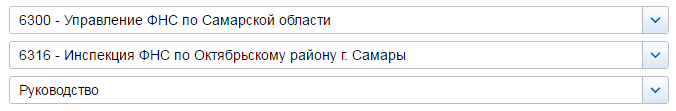 6300 - Управление ФНС по Самарской области
6316 - Инспекция ФНС по Октябрьскому району г. Самары
Руководство